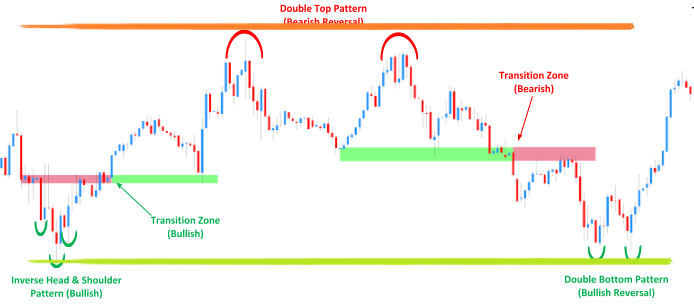 Double Top Pattern
(Bearish Reversal)
Transition Zone
(Bearish)
Transition Zone
(Bullish)
Inverse Head & Shoulder
Pattern (Bullish)
Double Bottom Pattern
(Bullish Reversal)